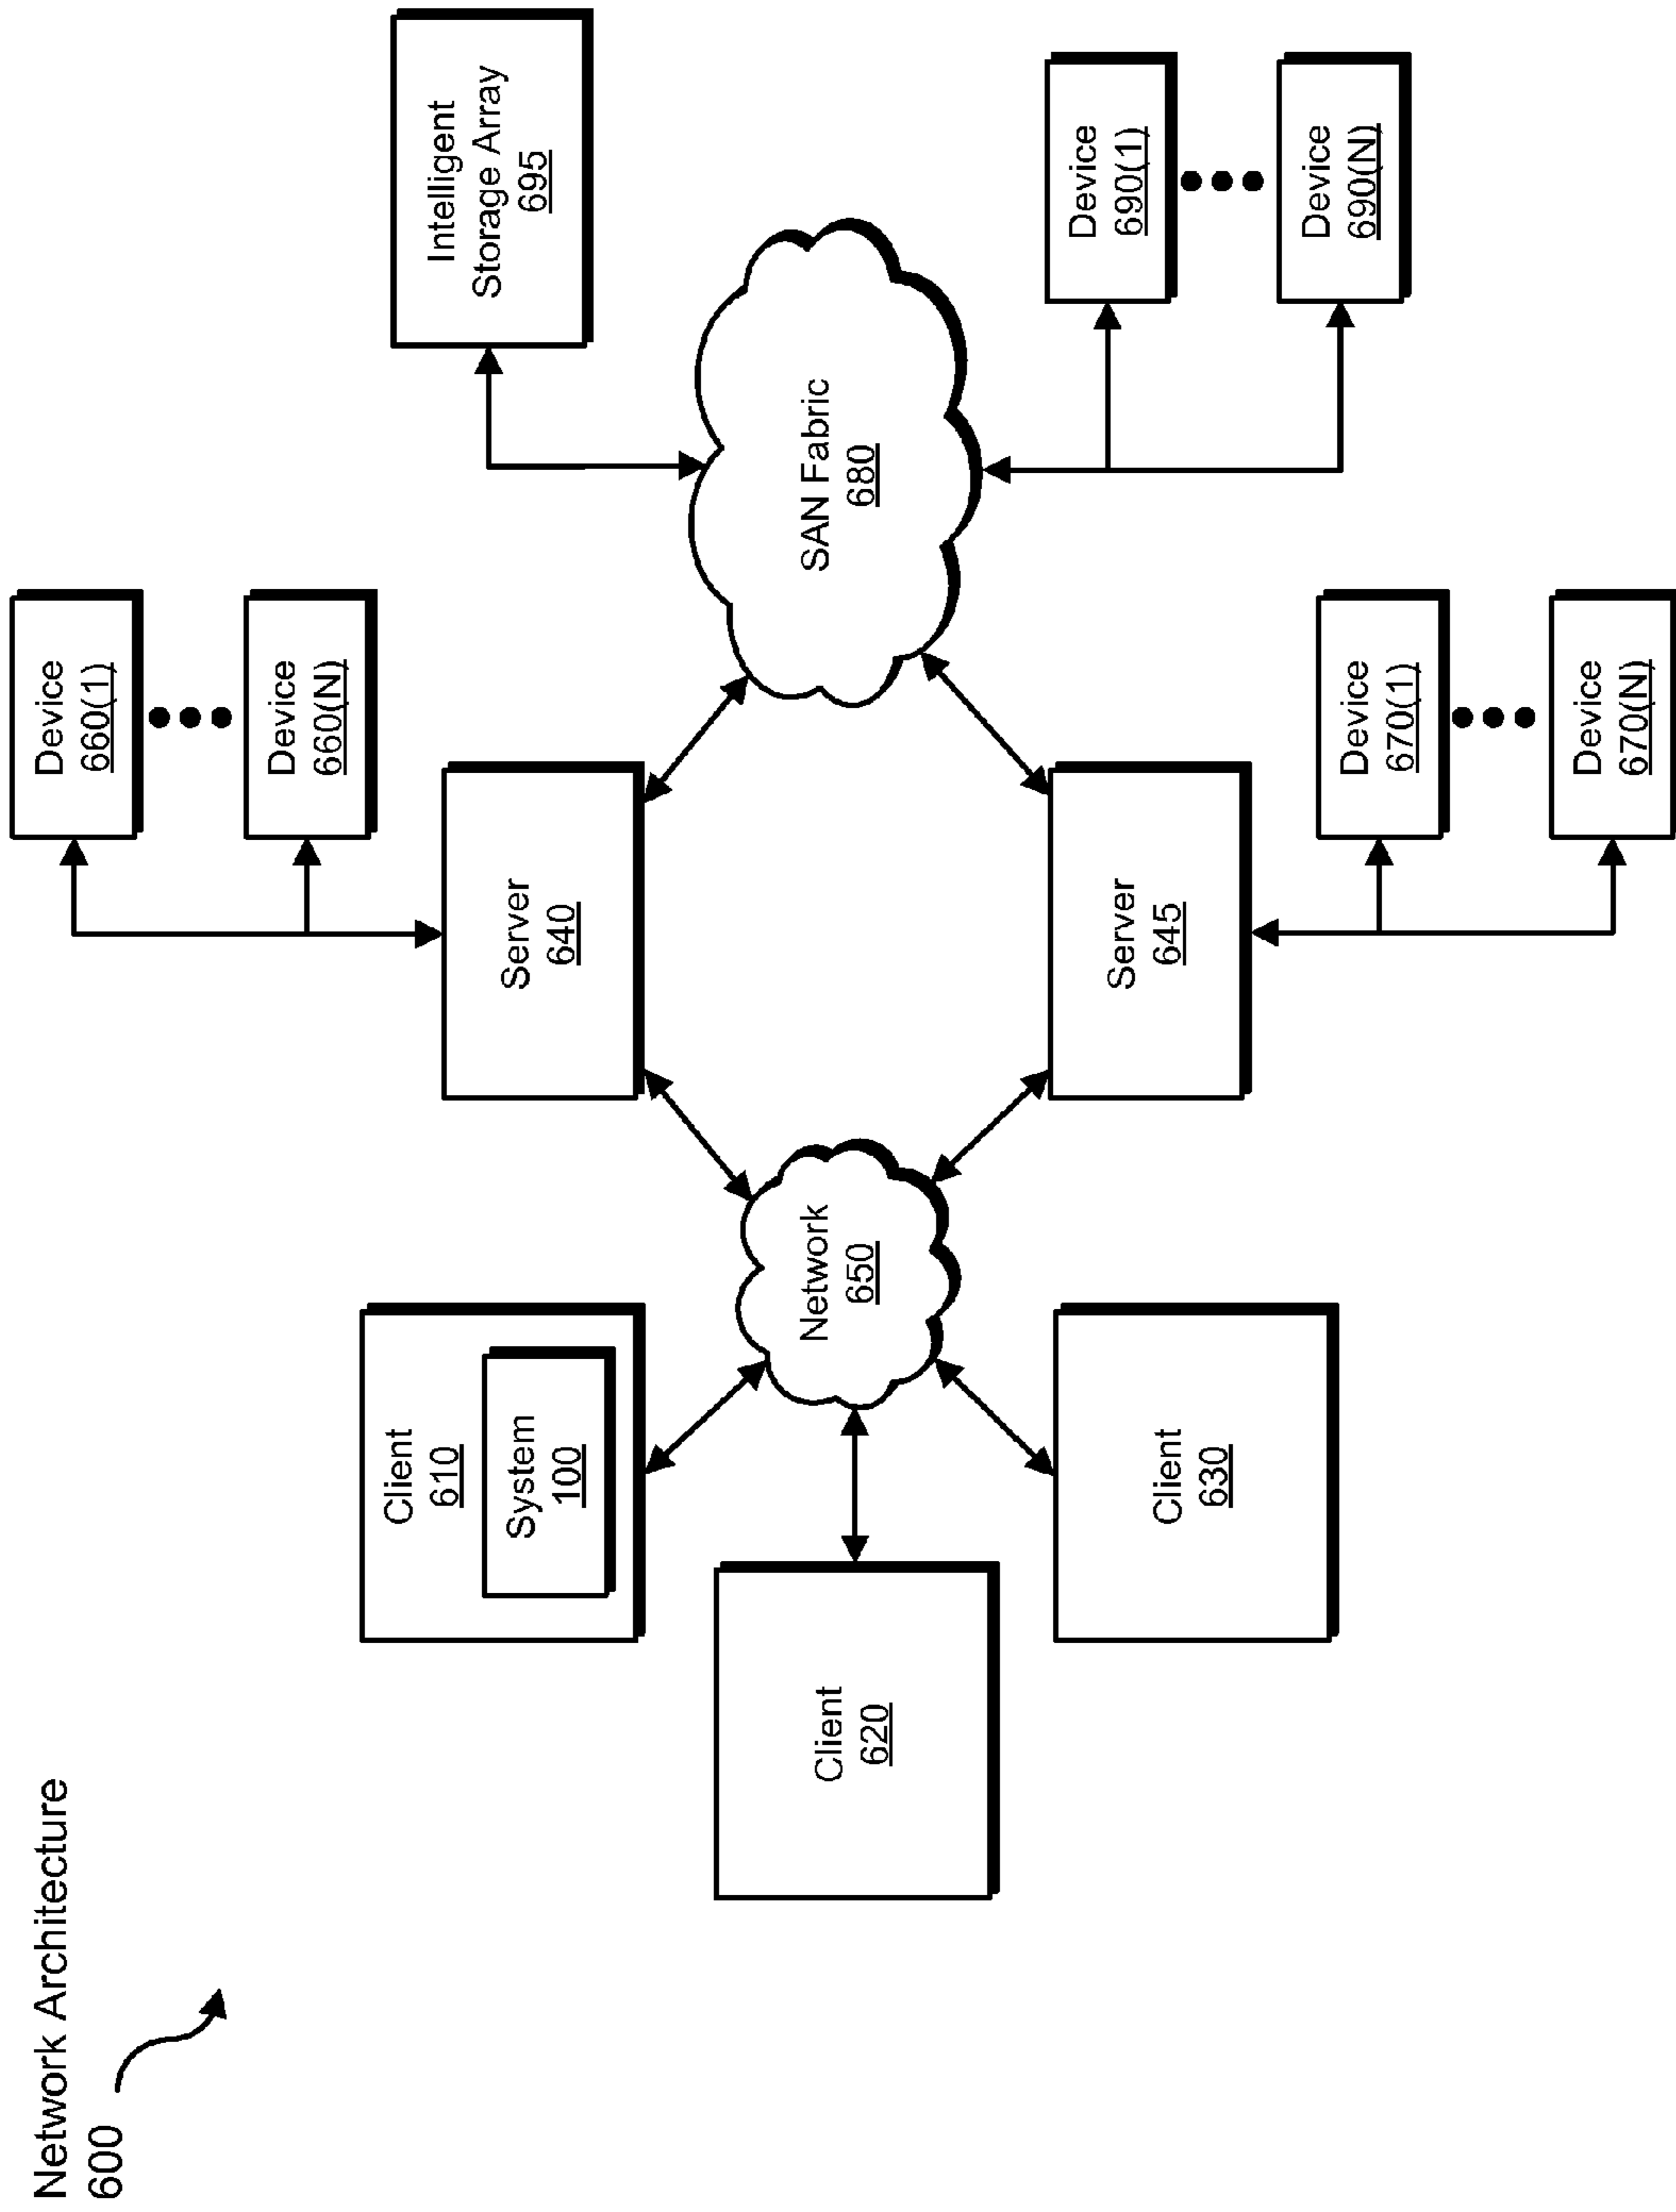 Network Architecture
600
Client
610
System
100
Client
620
Client
630
Network
650
Server
640
Server
645
Device
660(1)
Device
660(N)
Device
670(1)
Device
670(N)
SAN Fabric
680
Intelligent
Storage Array
695
Device
690(1)
Device
690(N)